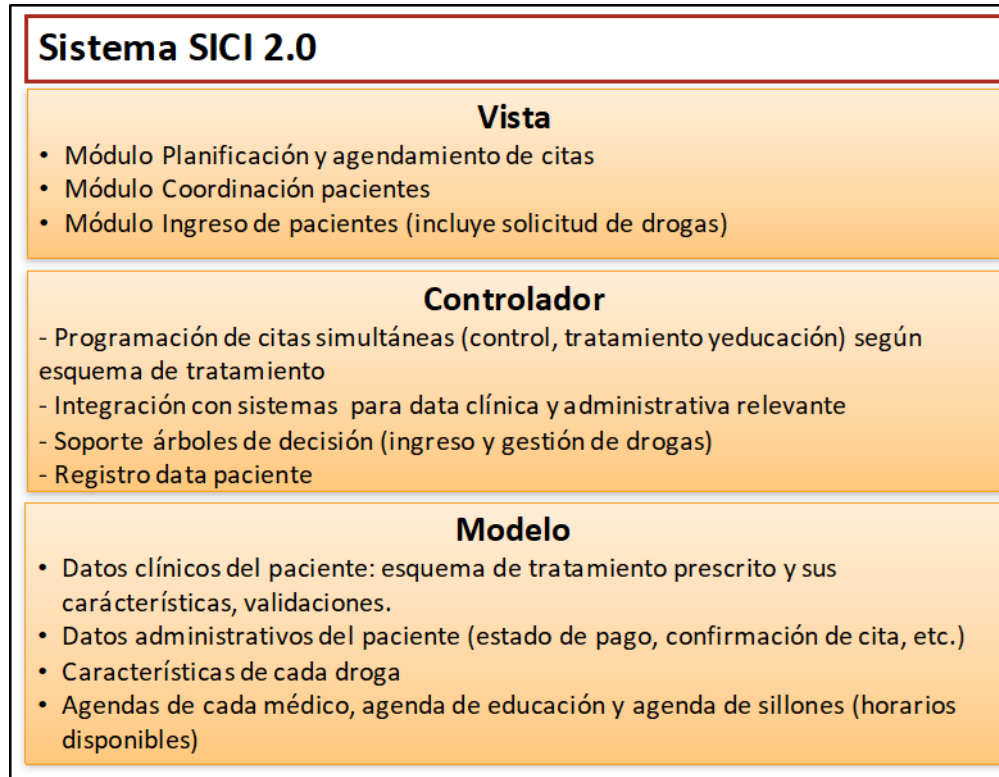 Sistema SICI 2.0
Vista
• Módulo Planificación y agendamiento de citas
• Módulo Coordinación pacientes
• Módulo Ingreso de pacientes (incluye solicitud de drogas)
Controlador
- Programación de citas simultáneas (control, tratamiento yeducación) según
esquema de tratamiento
- Integración con sistemas para data clínica y administrativa relevante
- Soporte árboles de decisión (ingreso y gestión de drogas)
- Registro data paciente
Modelo
• Datos clínicos del paciente: esquema de tratamiento prescrito y sus
carácterísticas, validaciones.
• Datos administrativos del paciente (estado de pago, confirmación de cita, etc.)
• Características de cada droga
• Agendas de cada médico, agenda de educación y agenda de sillones (horarios
disponibles)